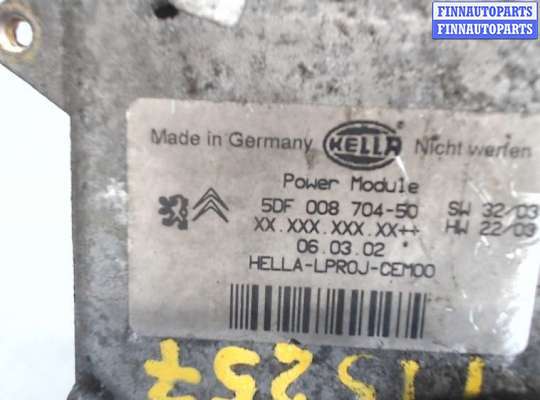 FINNAUTOPARTS
FINNAUTOPARTS
Made in Germany HELLA Nicht werfen
Power Module
5DF 008 704-50 SW 32/03
XX.XXX.XXX.XX++ HW 22/03
06.03.02
HELLA-LPROJ-CEM00